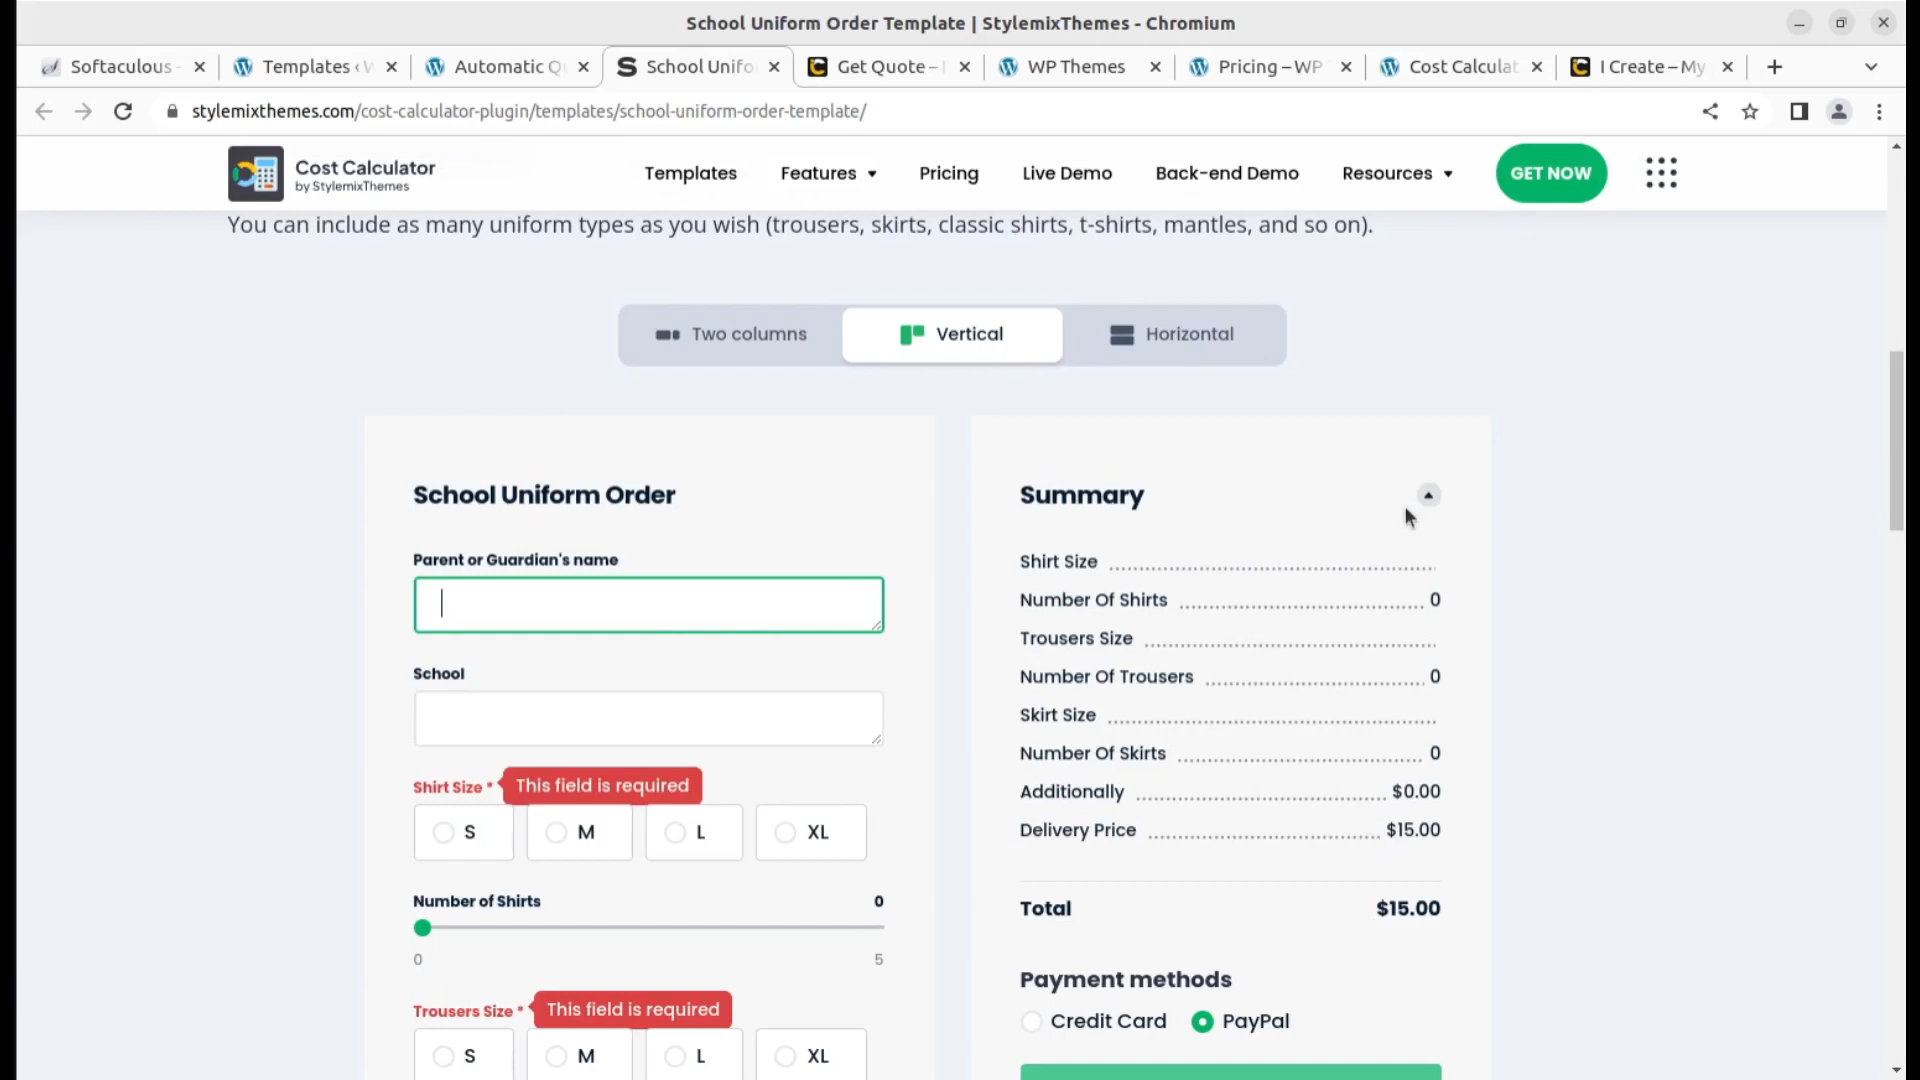 School Uniform Order Template | StylemixThemes - Chromium
Softaculous -
Templates ‹ W
Automatic Q
School Unifo
Get Quote –
WP Themes
Pricing – WP
Cost Calculat
I Create – My
stylemixthemes.com/cost-calculator-plugin/templates/school-uniform-order-template/
Cost Calculator
by StylemixThemes
Templates
Features
Pricing
Live Demo
Back-end Demo
Resources
GET NOW
You can include as many uniform types as you wish (trousers, skirts, classic shirts, t-shirts, mantles, and so on).
Two columns
Vertical
Horizontal
School Uniform Order
Parent or Guardian's name
School
Shirt Size *
This field is required
S
M
L
XL
Number of Shirts 0
0 5
Trousers Size *
This field is required
S
M
L
XL
Summary
Shirt Size
Number Of Shirts 0
Trousers Size
Number Of Trousers 0
Skirt Size
Number Of Skirts 0
Additionally $0.00
Delivery Price $15.00
Total $15.00
Payment methods
Credit Card
PayPal